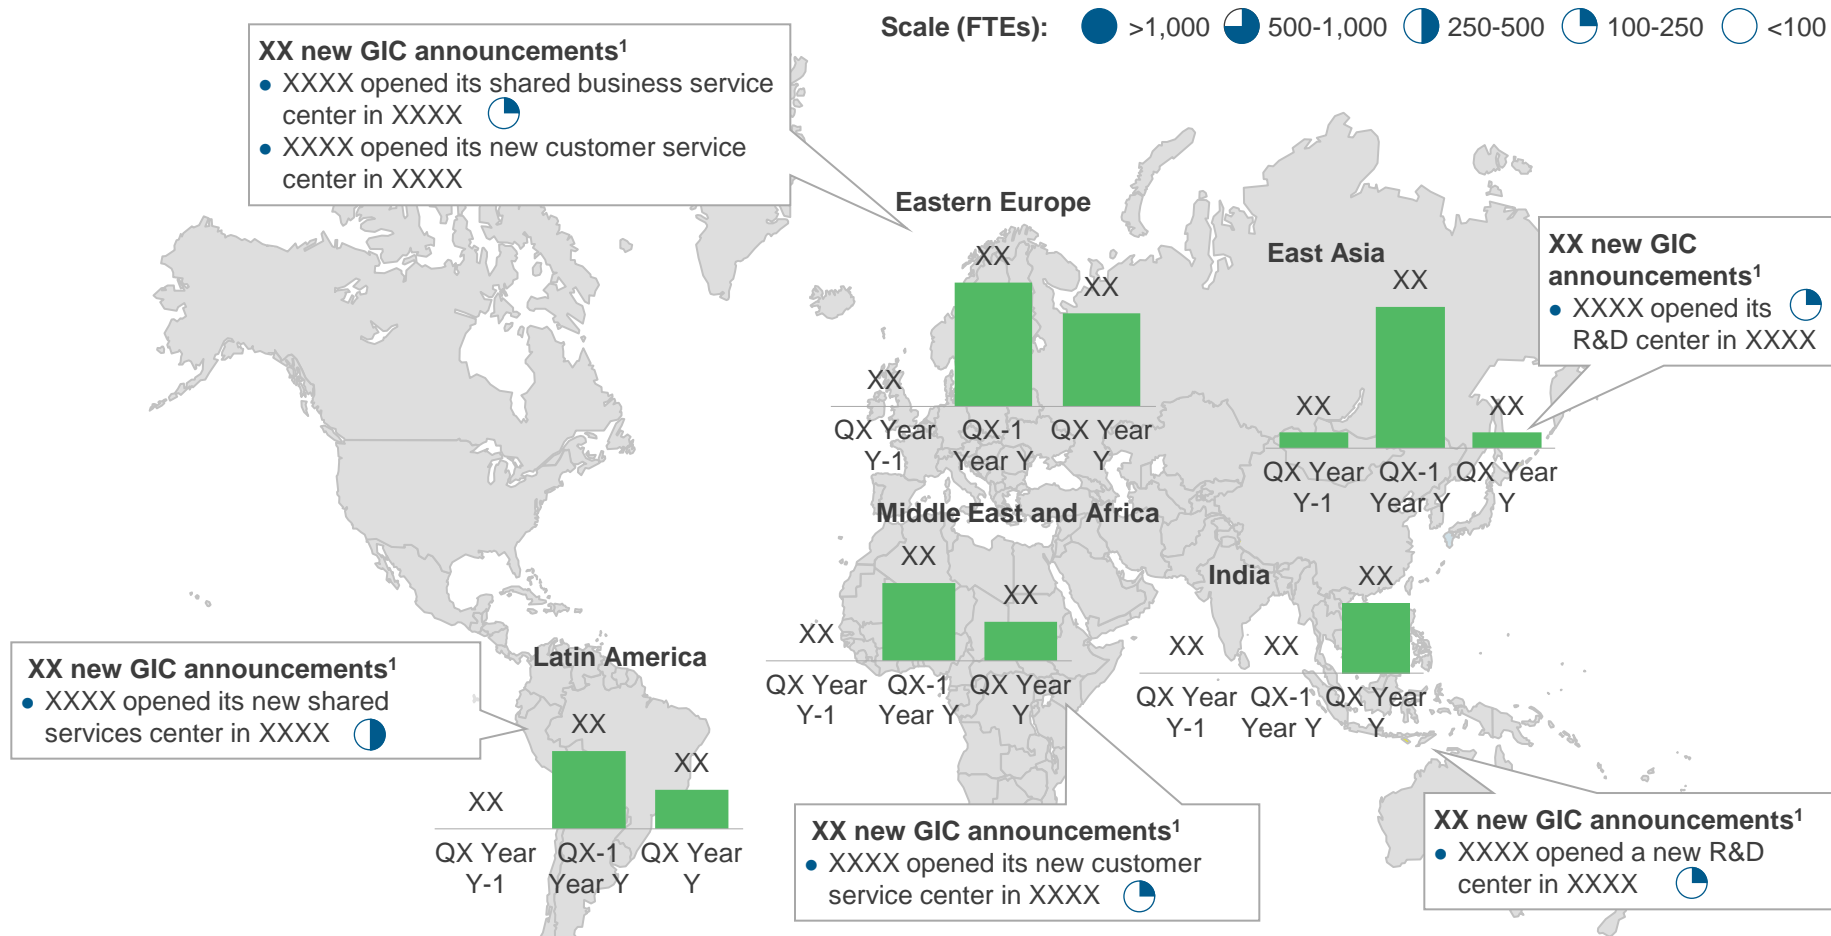 Scale (FTEs): >1,000 500-1,000 250-500 100-250 <100
XX new GIC announcements1
• XXXX opened its shared business service
center in XXXX
• XXXX opened its new customer service
center in XXXX
Eastern Europe
XX
XX
XX
QX Year
Y-1
QX-1
Year Y
QX Year
Y
East Asia
XX
XX
XX
QX Year
Y-1
QX-1
Year Y
QX Year
Y
XX new GIC
announcements1
• XXXX opened its
R&D center in XXXX
Middle East and Africa
XX
XX
XX
QX Year
Y-1
QX-1
Year Y
QX Year
Y
India
XX
XX
XX
QX Year
Y-1
QX-1
Year Y
QX Year
Y
XX new GIC announcements1
• XXXX opened its new shared
services center in XXXX
Latin America
XX
XX
XX
QX Year
Y-1
QX-1
Year Y
QX Year
Y
XX new GIC announcements1
• XXXX opened its new customer
service center in XXXX
XX new GIC announcements1
• XXXX opened a new R&D
center in XXXX